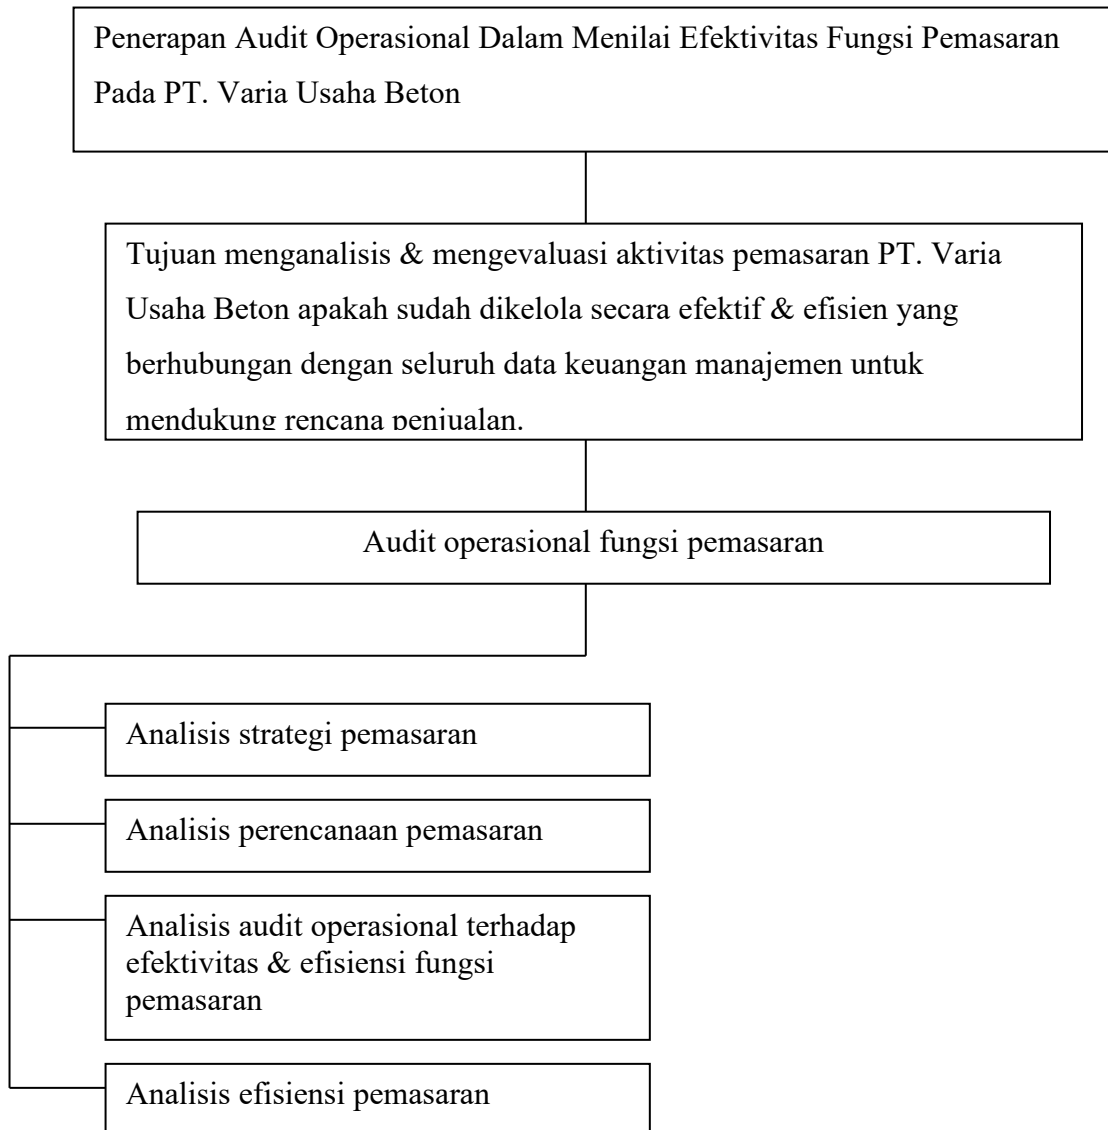 Penerapan Audit Operasional Dalam Menilai Efektivitas Fungsi Pemasaran
Pada PT. Varia Usaha Beton
Tujuan menganalisis & mengevaluasi aktivitas pemasaran PT. Varia
Usaha Beton apakah sudah dikelola secara efektif & efisien yang
berhubungan dengan seluruh data keuangan manajemen untuk
mendukung rencana penjualan.
Audit operasional fungsi pemasaran
Analisis strategi pemasaran
Analisis perencanaan pemasaran
Analisis audit operasional terhadap
efektivitas & efisiensi fungsi
pemasaran
Analisis efisiensi pemasaran